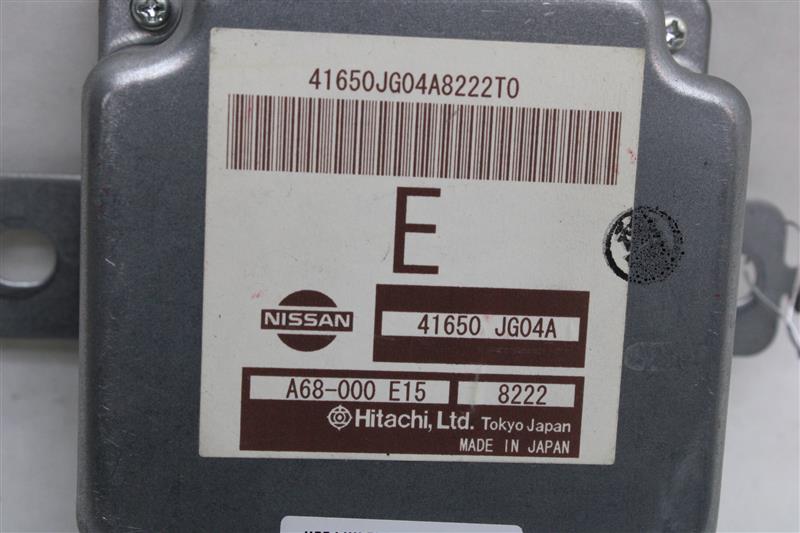 41650JG04A8222T0
E
NISSAN
41650 JG04A
A68-000 E15 8222
Hitachi, Ltd. Tokyo Japan
MADE IN JAPAN